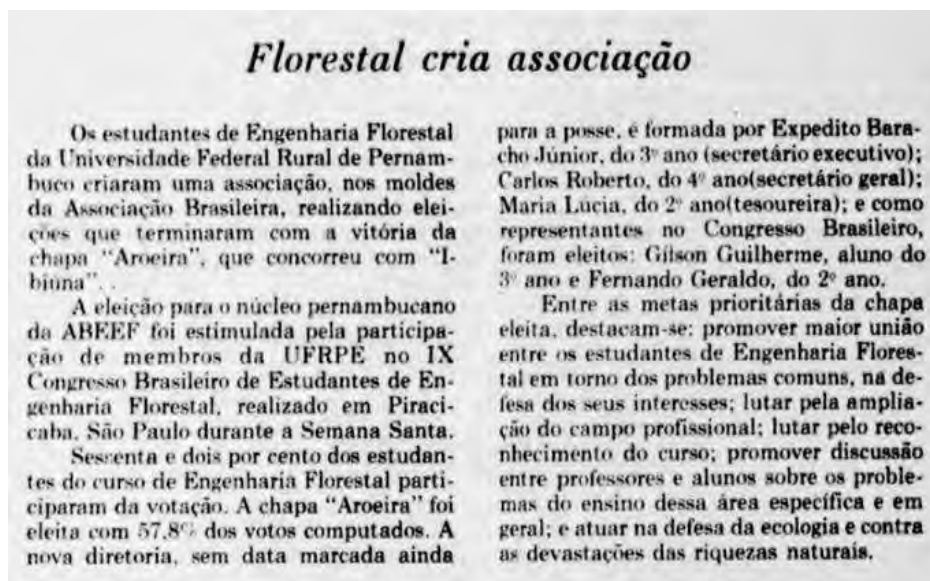 Florestal cria associação
Os estudantes de Engenharia Florestal
da Universidade Federal Rural de Pernam-
buco criaram uma associação, nos moldes
da Associação Brasileira, realizando elei-
ções que terminaram com a vitória da
chapa "Aroeira", que concorreu com "I-
biúna". .
A eleição para o núcleo pernambucano
da ABEEF foi estimulada pela participa-
ção de membros da UFRPE no IX
Congresso Brasileiro de Estudantes de En-
genharia Florestal, realizado em Piraci-
caba, São Paulo durante a Semana Santa.
Sessenta e dois por cento dos estudan-
tes do curso de Engenharia Florestal parti-
ciparam da votação. A chapa "Aroeira" foi
eleita com 57,8% dos votos computados. A
nova diretoria, sem data marcada ainda
para a posse, é formada por Expedito Bara-
cho Júnior, do 3º ano (secretário executivo);
Carlos Roberto, do 4º ano(secretário geral);
Maria Lúcia, do 2º ano(tesoureira); e como
representantes no Congresso Brasileiro,
foram eleitos: Gilson Guilherme, aluno do
3º ano e Fernando Geraldo, do 2º ano.
Entre as metas prioritárias da chapa
eleita, destacam-se: promover maior união
entre os estudantes de Engenharia Flores-
tal em torno dos problemas comuns, na de-
fesa dos seus interesses; lutar pela amplia-
ção do campo profissional; lutar pelo reco-
nhecimento do curso; promover discussão
entre professores e alunos sobre os proble-
mas do ensino dessa área específica e em
geral; e atuar na defesa da ecologia e contra
as devastações das riquezas naturais.